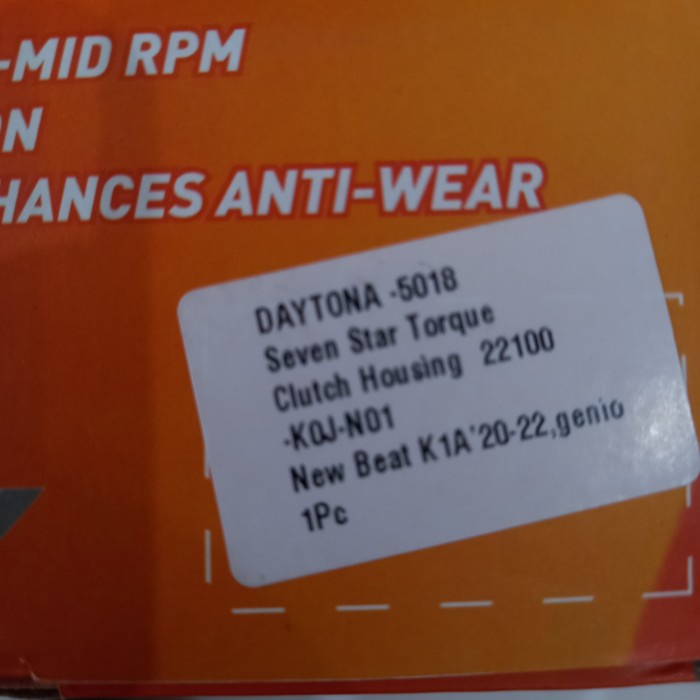 -MID RPM
ON
HANCES ANTI-WEAR
DAYTONA -5018
Seven Star Torque
Clutch Housing 22100
-K0J-N01
New Beat K1A'20-22,genio
1Pc